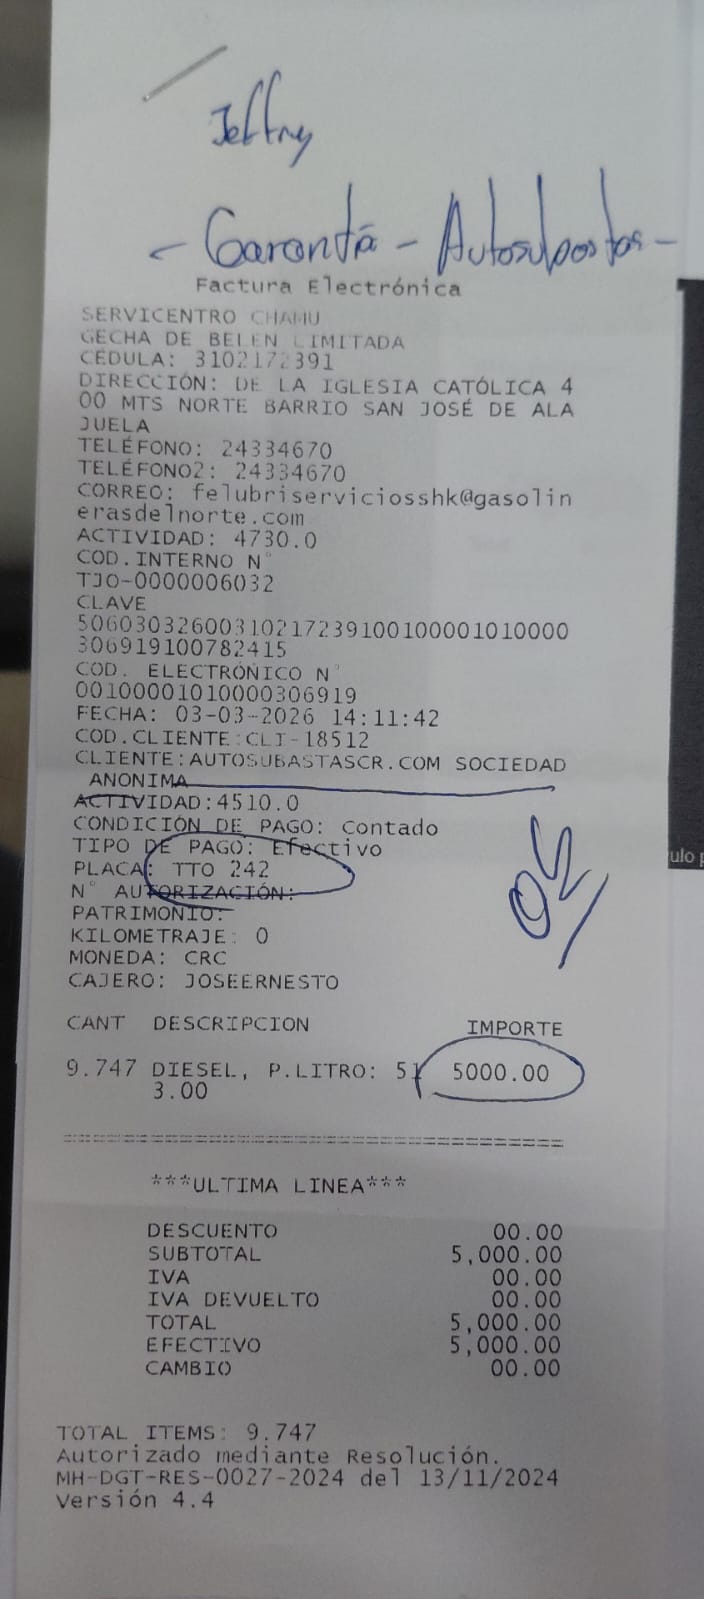 Jeffry
- Garantía - Autosubastas -
Factura Electrónica
SERVICENTRO CHAMU
GECHA DE BELEN LIMITADA
CÉDULA: 3102172391
DIRECCIÓN: DE LA IGLESIA CATÓLICA 4
00 MTS NORTE BARRIO SAN JOSÉ DE ALA
JUELA
TELÉFONO: 24334670
TELÉFONO2: 24334670
CORREO: felubriserviciosshk@gasolin
erasdelnorte.com
ACTIVIDAD: 4730.0
COD.INTERNO N°
TJO-0000006032
CLAVE
50603032600310217239100100001010000
306919100782415
COD. ELECTRÓNICO N°
00100001010000306919
FECHA: 03-03-2026 14:11:42
COD.CLIENTE:CLI-18512
CLIENTE:AUTOSUBASTASCR.COM SOCIEDAD
ANONIMA
ACTIVIDAD:4510.0
CONDICIÓN DE PAGO: Contado
TIPO DE PAGO: Efectivo
PLACA: TTO 242
N° AUTORIZACIÓN:
PATRIMONIO:
KILOMETRAJE: 0
MONEDA: CRC
CAJERO: JOSEERNESTO
CANT DESCRIPCION IMPORTE
9.747 DIESEL, P.LITRO: 51 5000.00
3.00
***ULTIMA LINEA***
DESCUENTO 00.00
SUBTOTAL 5,000.00
IVA 00.00
IVA DEVUELTO 00.00
TOTAL 5,000.00
EFECTIVO 5,000.00
CAMBIO 00.00
TOTAL ITEMS: 9.747
Autorizado mediante Resolución.
MH-DGT-RES-0027-2024 del 13/11/2024
Versión 4.4